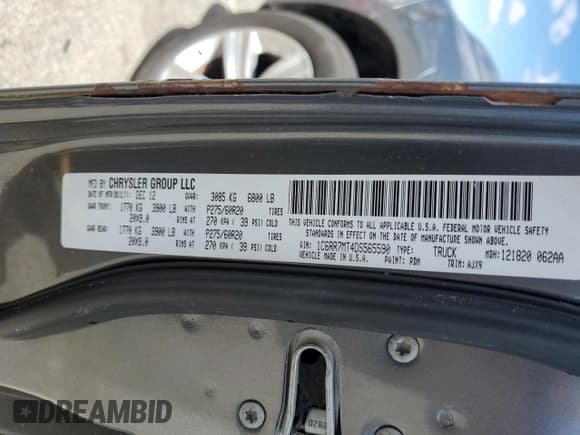 MFD BY CHRYSLER GROUP LLC
DATE OF MFR(BUILT): DEC 12 GVWR: 3085 KG 6800 LB
GAWR FRONT: 1770 KG 3900 LB WITH P275/60R20 TIRES
20X9.0 RIMS AT 270 KPA ( 39 PSI) COLD
GAWR REAR: 1770 KG 3900 LB WITH P275/60R20 TIRES
20X9.0 RIMS AT 270 KPA ( 39 PSI) COLD
THIS VEHICLE CONFORMS TO ALL APPLICABLE U.S.A. FEDERAL MOTOR VEHICLE SAFETY
STANDARDS IN EFFECT ON THE DATE OF MANUFACTURE SHOWN ABOVE.
VIN: 1C6RR7MT4DS565590 TYPE: TRUCK MDH: 121820 062AA
VEHICLE MADE IN U.S.A. PAINT: PDM TRIM: AJX9
DREAMBID